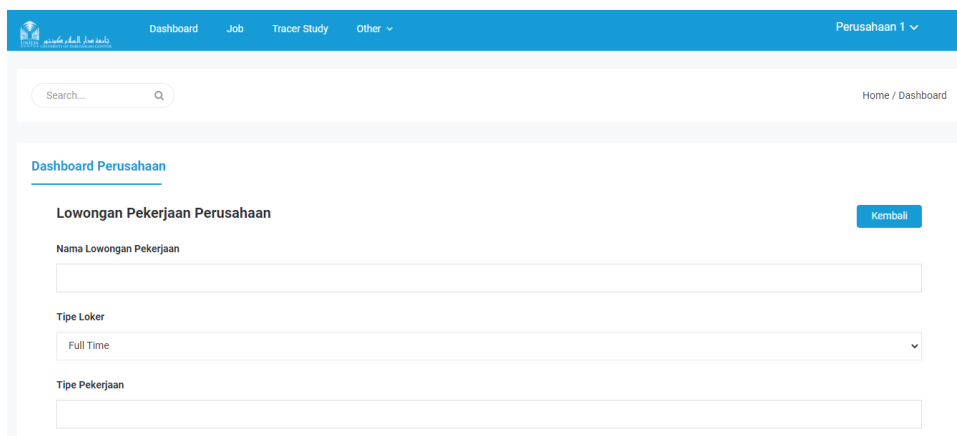 Dashboard Job Tracer Study Other Perusahaan 1
UNIDA
Search... Home / Dashboard
Dashboard Perusahaan
Lowongan Pekerjaan Perusahaan Kembali
Nama Lowongan Pekerjaan
Tipe Loker
Full Time
Tipe Pekerjaan